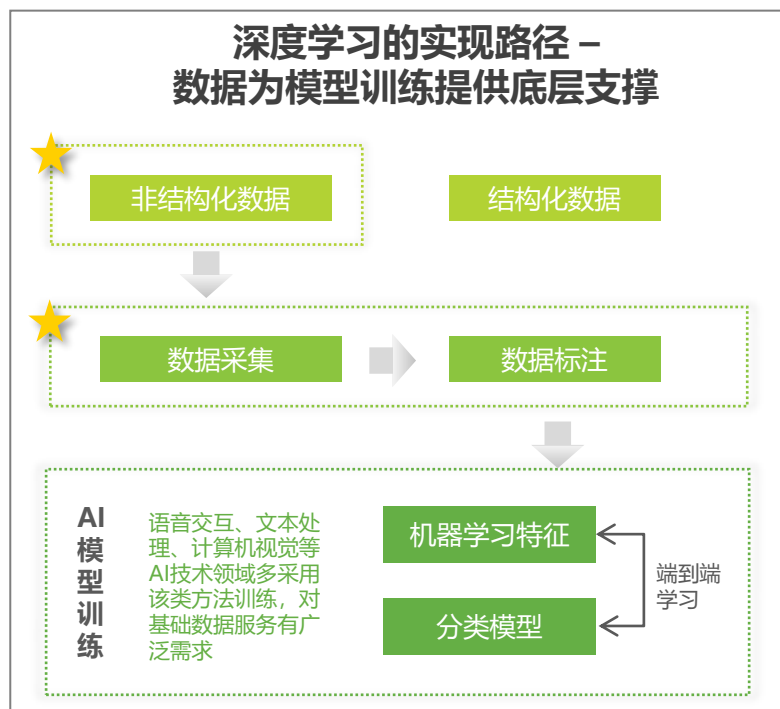 深度学习的实现路径 –
数据为模型训练提供底层支撑
非结构化数据
结构化数据
数据采集
数据标注
AI
模
型
训
练
语音交互、文本处
理、计算机视觉等
AI技术领域多采用
该类方法训练，对
基础数据服务有广
泛需求
机器学习特征
分类模型
端到端
学习